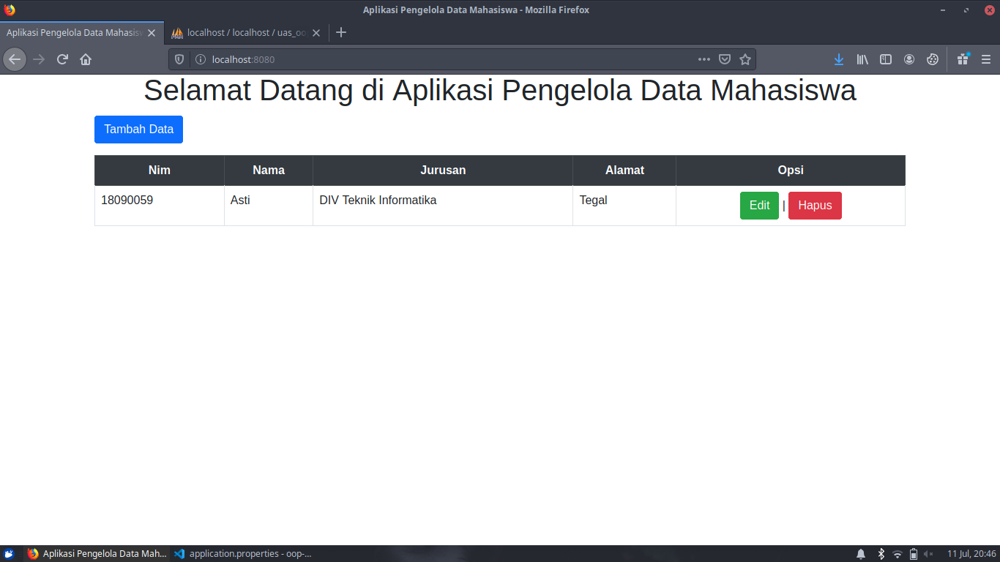 Aplikasi Pengelola Data Mahasiswa - Mozilla Firefox
Aplikasi Pengelola Data Mahasisw
localhost / localhost / uas_oo
localhost:8080
Selamat Datang di Aplikasi Pengelola Data Mahasiswa
Tambah Data
Nim Nama Jurusan Alamat Opsi
18090059 Asti DIV Teknik Informatika Tegal Edit | Hapus
Aplikasi Pengelola Data Mah... application.properties - oop-... 11 Jul, 20:46